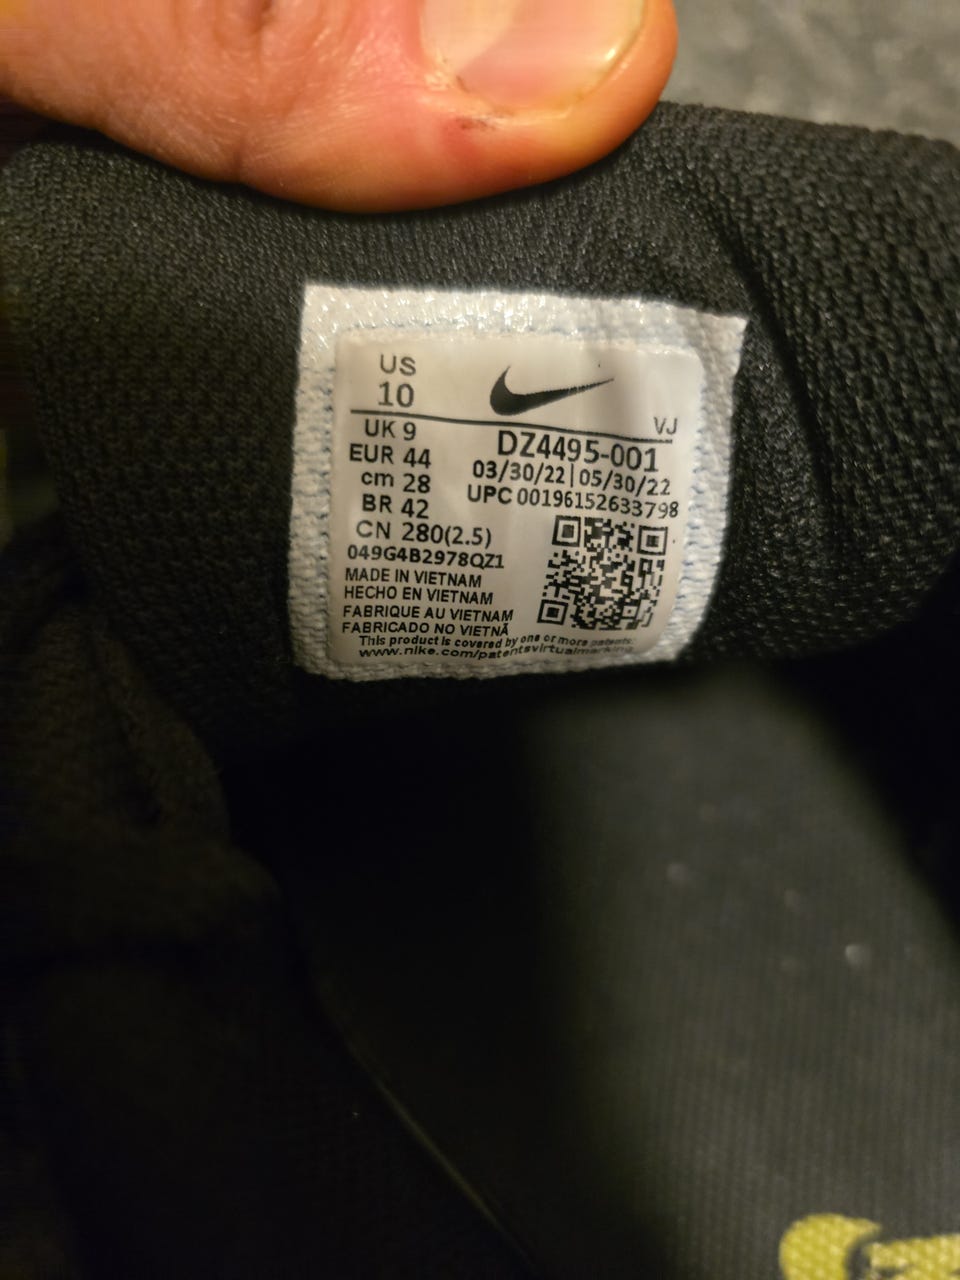 US
10
UK 9
EUR 44
cm 28
BR 42
CN 280(2.5)
049G4B2978QZ1
MADE IN VIETNAM
HECHO EN VIETNAM
FABRIQUE AU VIETNAM
FABRICADO NO VIETNÃ
This product is covered by one or more patents:
www.nike.com/patentsvirtualmarking
VJ
DZ4495-001
03/30/22|05/30/22
UPC 00196152633798